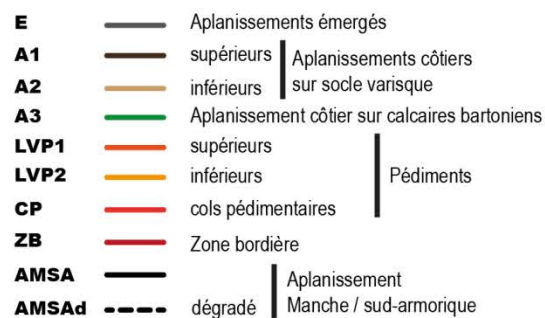 E Aplanissements émergés
A1 supérieurs Aplanissements côtiers
A2 inférieurs sur socle varisque
A3 Aplanissement côtier sur calcaires bartoniens
LVP1 supérieurs
LVP2 inférieurs Pédiments
CP cols pédimentaires
ZB Zone bordière
AMSA Aplanissement
AMSAd dégradé Manche / sud-armorique